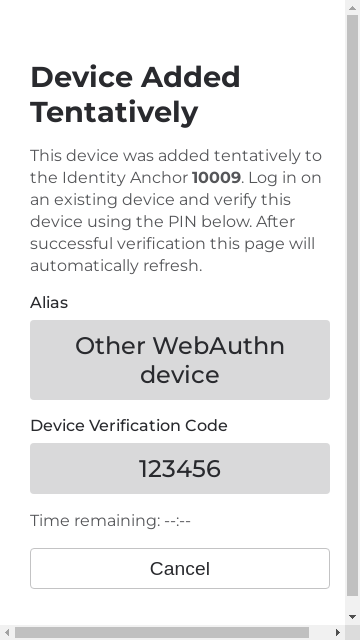 Device Added
Tentatively
This device was added tentatively to
the Identity Anchor 10009. Log in on
an existing device and verify this
device using the PIN below. After
successful verification this page will
automatically refresh.
Alias
Other WebAuthn
device
Device Verification Code
123456
Time remaining: --:--
Cancel